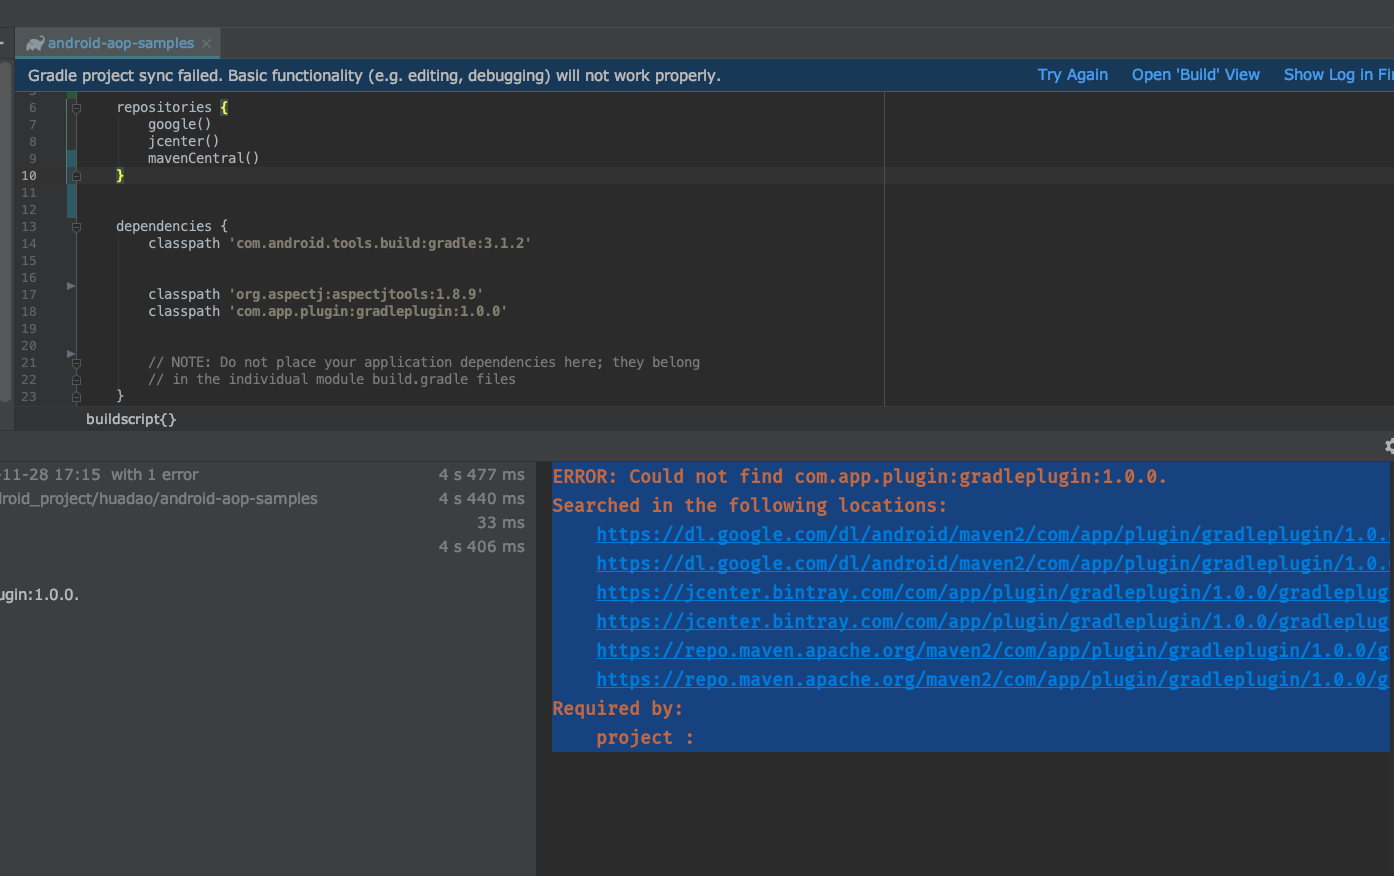 android-aop-samples
Gradle project sync failed. Basic functionality (e.g. editing, debugging) will not work properly. Try Again Open 'Build' View Show Log in
6 repositories {
7 google()
8 jcenter()
9 mavenCentral()
10 }
11
12
13 dependencies {
14 classpath 'com.android.tools.build:gradle:3.1.2'
15
16
17 classpath 'org.aspectj:aspectjtools:1.8.9'
18 classpath 'com.app.plugin:gradleplugin:1.0.0'
19
20
21 // NOTE: Do not place your application dependencies here; they belong
22 // in the individual module build.gradle files
23 }
buildscript{}
-11-28 17:15 with 1 error 4 s 477 ms
droid_project/huadao/android-aop-samples 4 s 440 ms
33 ms
4 s 406 ms
ugin:1.0.0.
ERROR: Could not find com.app.plugin:gradleplugin:1.0.0.
Searched in the following locations:
https://dl.google.com/dl/android/maven2/com/app/plugin/gradleplugin/1.0.
https://dl.google.com/dl/android/maven2/com/app/plugin/gradleplugin/1.0.
https://jcenter.bintray.com/com/app/plugin/gradleplugin/1.0.0/gradleplug
https://jcenter.bintray.com/com/app/plugin/gradleplugin/1.0.0/gradleplug
https://repo.maven.apache.org/maven2/com/app/plugin/gradleplugin/1.0.0/g
https://repo.maven.apache.org/maven2/com/app/plugin/gradleplugin/1.0.0/g
Required by:
project :